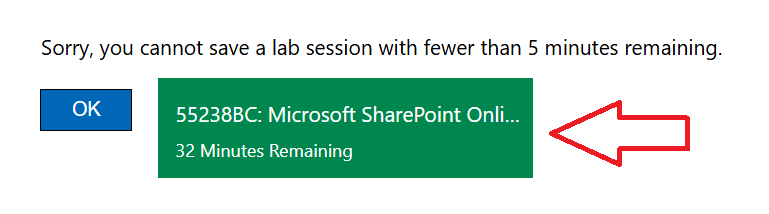 Sorry, you cannot save a lab session with fewer than 5 minutes remaining.
OK
55238BC: Microsoft SharePoint Onli...
32 Minutes Remaining